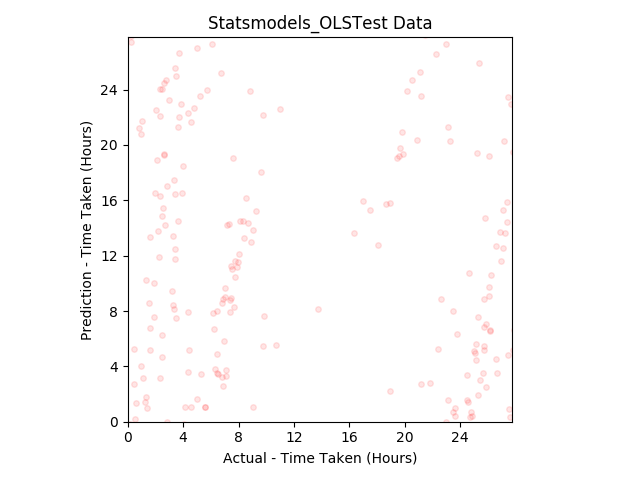 Statsmodels_OLSTest Data
Prediction - Time Taken (Hours)
24
20
16
12
8
4
0
0 4 8 12 16 20 24
Actual - Time Taken (Hours)